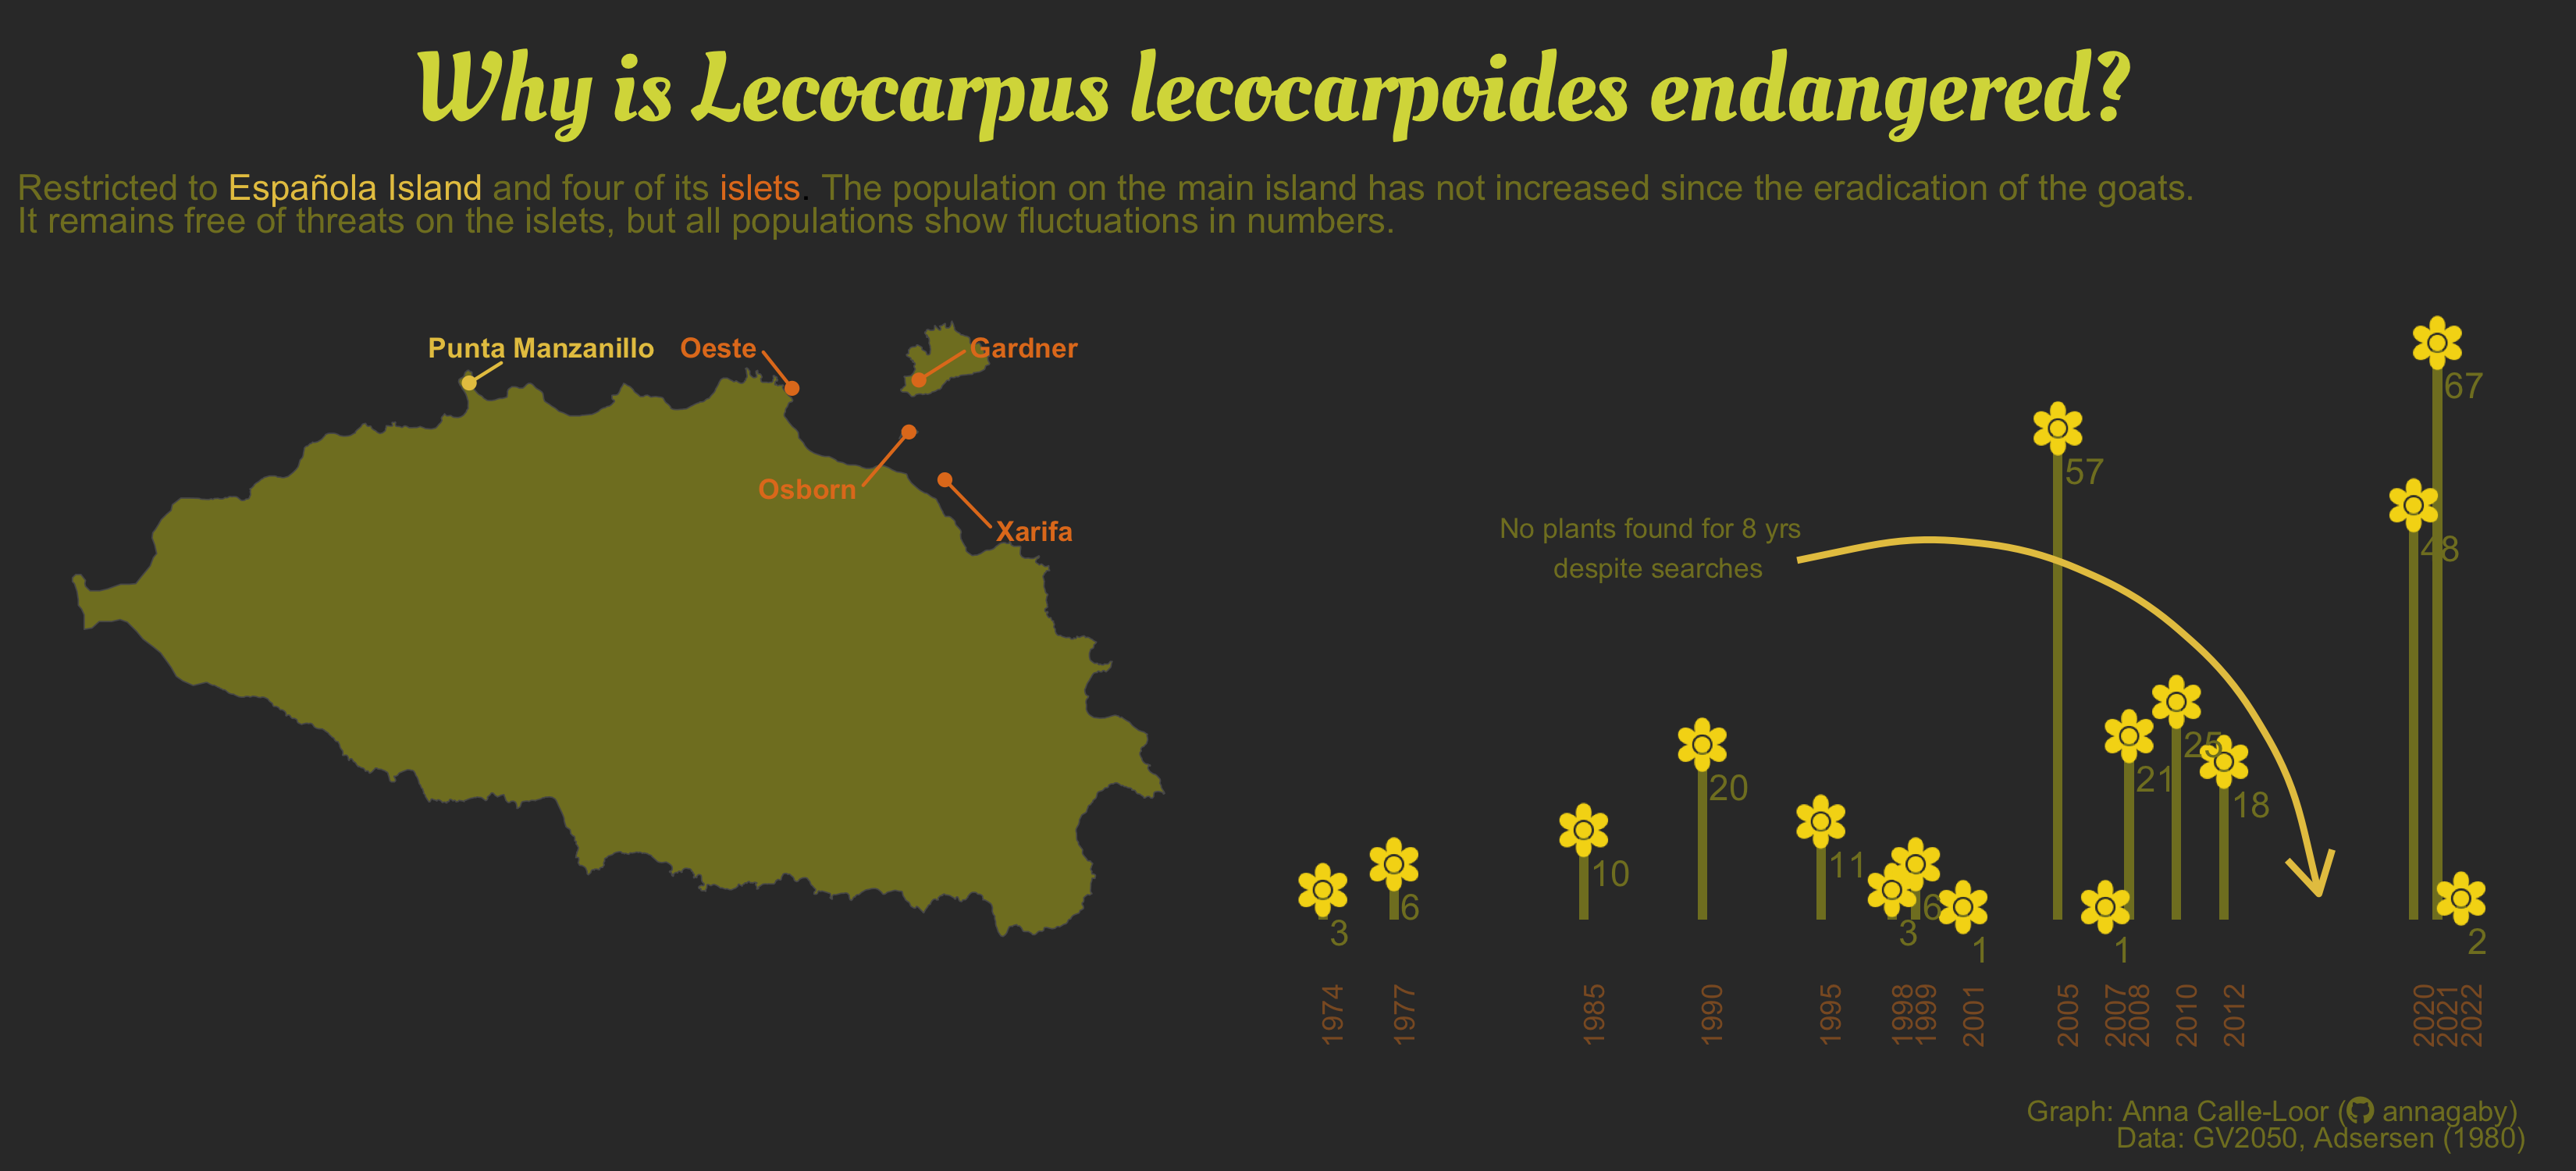 Why is Lecocarpus lecocarpoides endangered?
Restricted to Española Island and four of its islets. The population on the main island has not increased since the eradication of the goats.
It remains free of threats on the islets, but all populations show fluctuations in numbers.
Punta Manzanillo
Oeste
Gardner
Osborn
Xarifa
No plants found for 8 yrs
despite searches
3
6
10
20
11
3
6
1
57
1
21
25
18
48
67
2
1974
1977
1985
1990
1995
1998
1999
2001
2005
2007
2008
2010
2012
2020
2021
2022
Graph: Anna Calle-Loor ( annagaby)
Data: GV2050, Adsersen (1980)